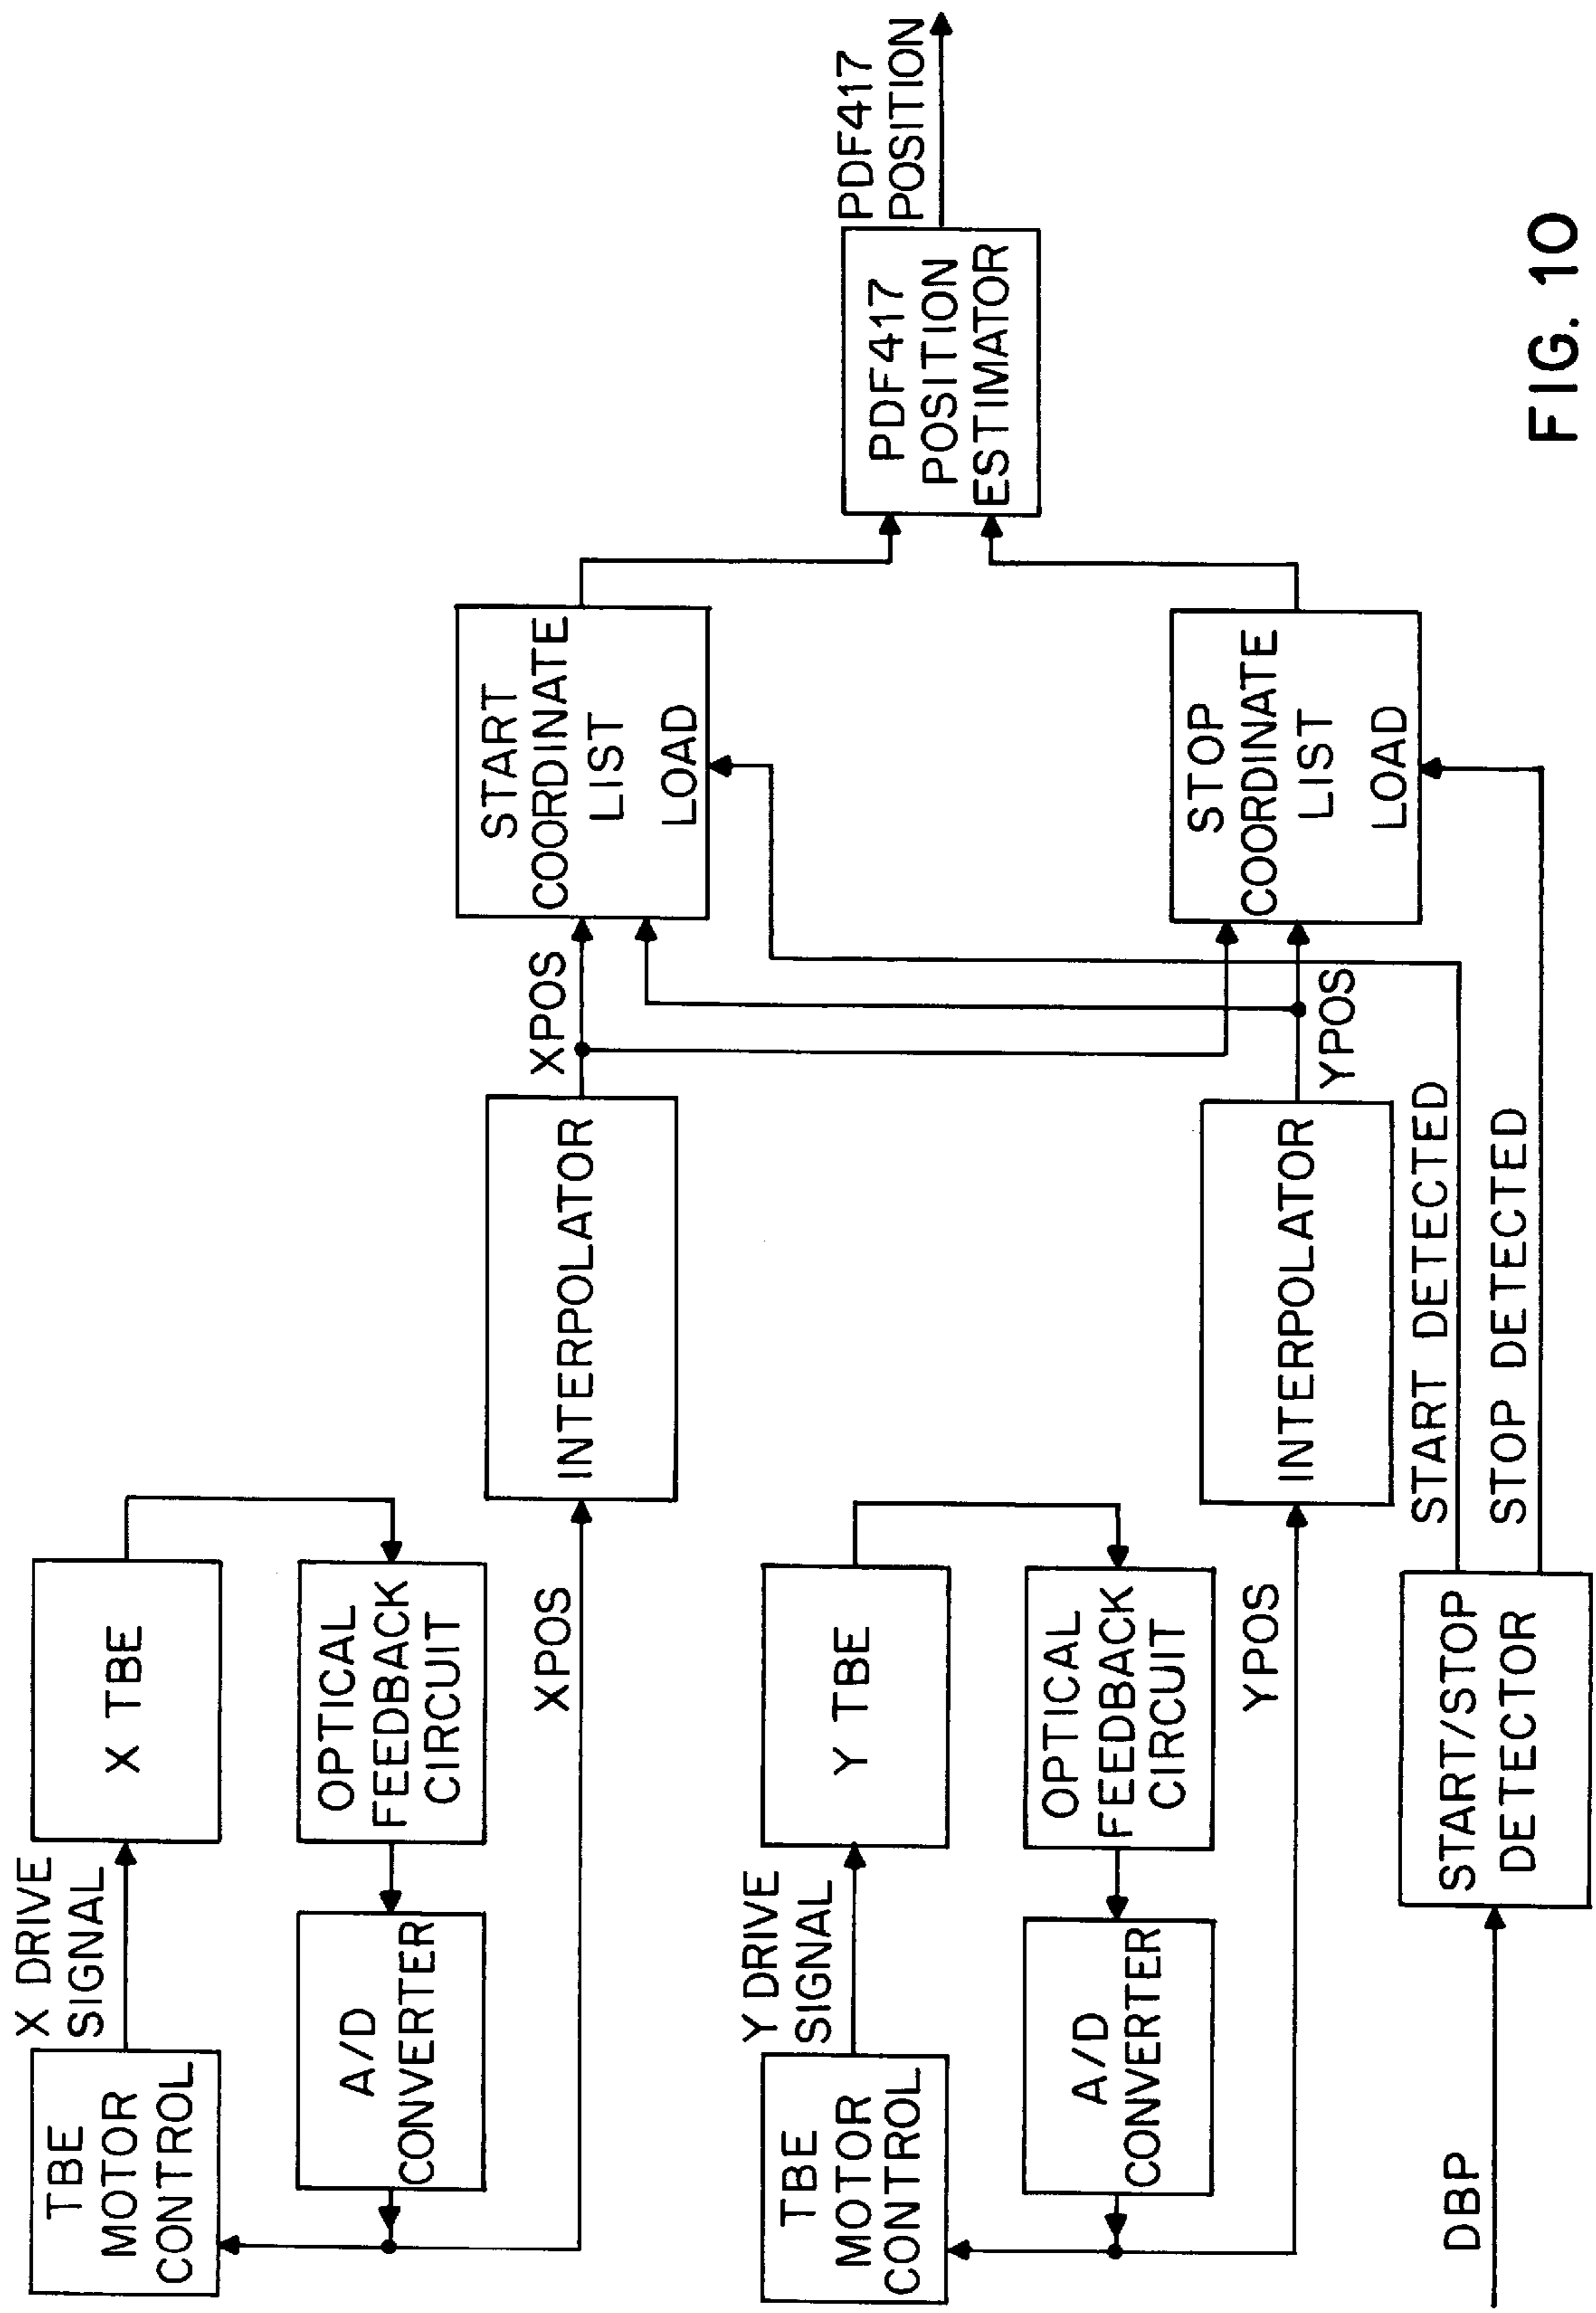 X DRIVE
SIGNAL
TBE
MOTOR
CONTROL
X TBE
A/D
CONVERTER
OPTICAL
FEEDBACK
CIRCUIT
XPOS
INTERPOLATOR
XPOS
START
COORDINATE
LIST
LOAD
Y DRIVE
SIGNAL
TBE
MOTOR
CONTROL
Y TBE
A/D
CONVERTER
OPTICAL
FEEDBACK
CIRCUIT
YPOS
INTERPOLATOR
YPOS
STOP
COORDINATE
LIST
LOAD
PDF417
POSITION
ESTIMATOR
PDF417
POSITION
DBP
START/STOP
DETECTOR
START DETECTED
STOP DETECTED
FIG. 10